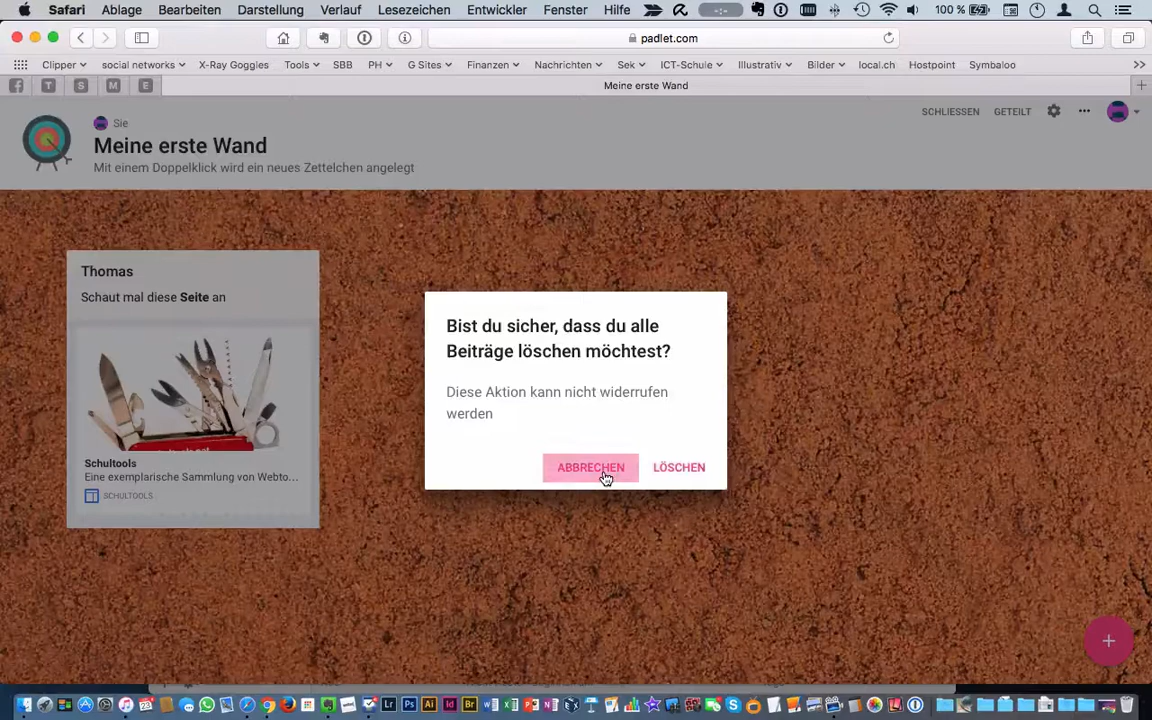 Safari Ablage Bearbeiten Darstellung Verlauf Lesezeichen Entwickler Fenster Hilfe 100 %
padlet.com
Clipper social networks X-Ray Goggles Tools SBB PH G Sites Finanzen Nachrichten Sek ICT-Schule Illustrativ Bilder local.ch Hostpoint Symbaloo
T S M E Meine erste Wand
Sie
SCHLIESSEN GETEILT
Meine erste Wand
Mit einem Doppelklick wird ein neues Zettelchen angelegt
Thomas
Schaut mal diese Seite an
Schultools
Eine exemplarische Sammlung von Webto...
SCHULTOOLS
Bist du sicher, dass du alle
Beiträge löschen möchtest?
Diese Aktion kann nicht widerrufen
werden
ABBRECHEN LÖSCHEN